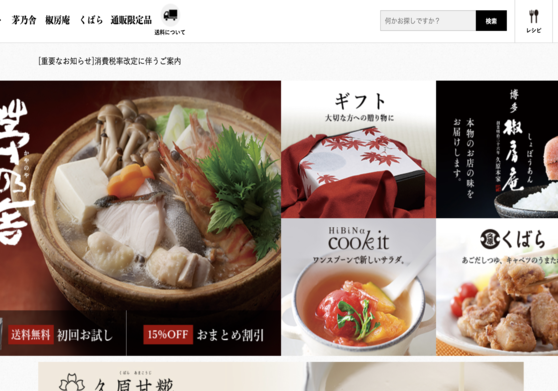 茅乃舎 椒房庵 くばら 通販限定品
送料について
何かお探しですか?
検索
レシピ
[重要なお知らせ]消費税率改定に伴うご案内
茅乃舎
ギフト
大切な方への贈り物に
博多
椒房庵
しょぼうあん
本物のお店の味を
お届けします。
HiBiNα
cookit
ワンスプーンで新しいサラダ。
くばら
あごだしつゆ、キャベツのうまた
送料無料 初回お試し
15%OFF おまとめ割引
久原甘糀